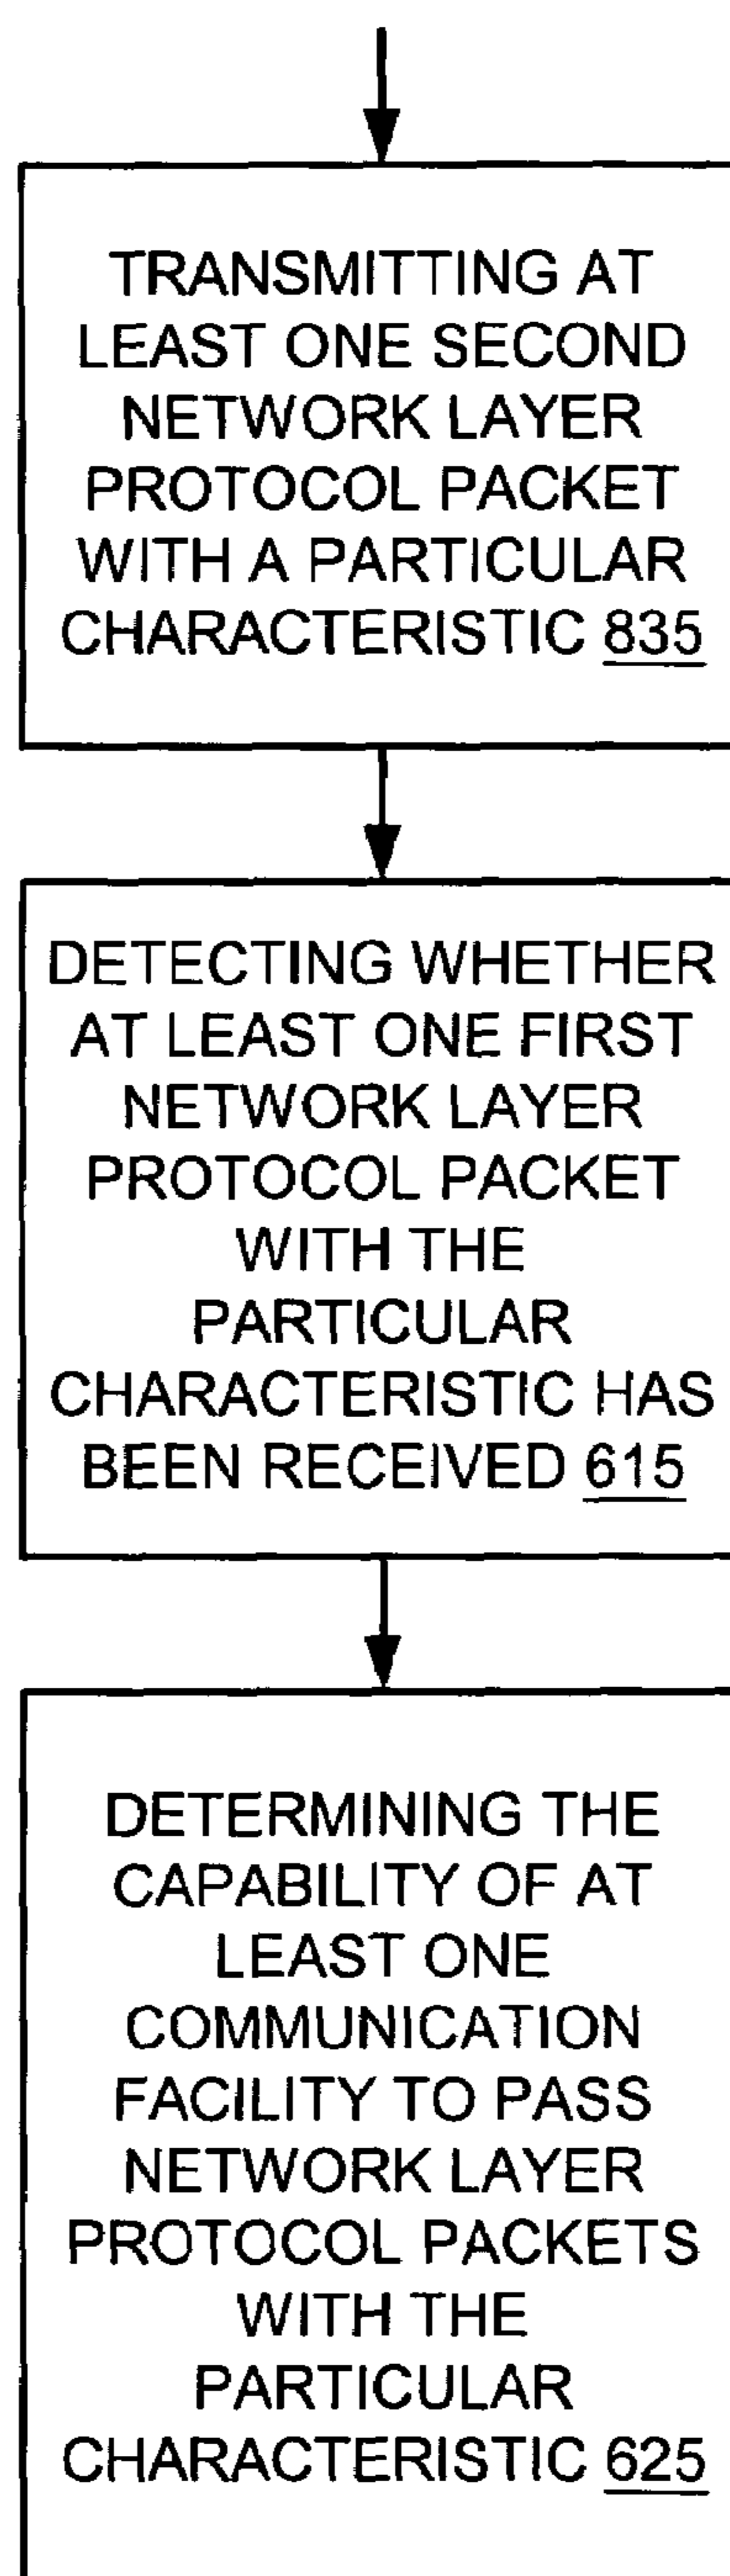 TRANSMITTING AT
LEAST ONE SECOND
NETWORK LAYER
PROTOCOL PACKET
WITH A PARTICULAR
CHARACTERISTIC 835
DETECTING WHETHER
AT LEAST ONE FIRST
NETWORK LAYER
PROTOCOL PACKET
WITH THE
PARTICULAR
CHARACTERISTIC HAS
BEEN RECEIVED 615
DETERMINING THE
CAPABILITY OF AT
LEAST ONE
COMMUNICATION
FACILITY TO PASS
NETWORK LAYER
PROTOCOL PACKETS
WITH THE
PARTICULAR
CHARACTERISTIC 625